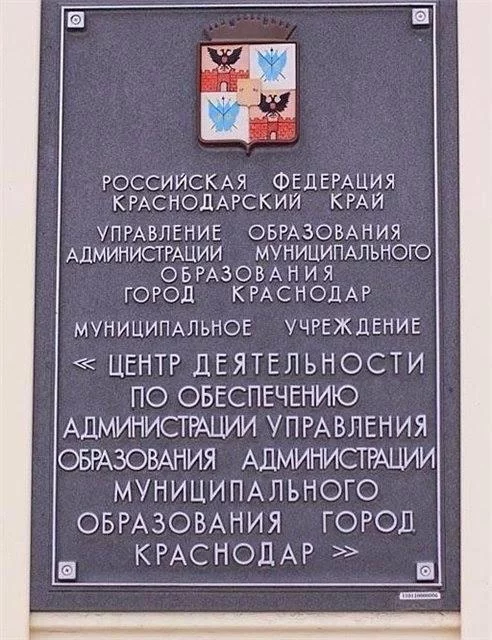 РОССИЙСКАЯ ФЕДЕРАЦИЯ
КРАСНОДАРСКИЙ КРАЙ
УПРАВЛЕНИЕ ОБРАЗОВАНИЯ
АДМИНИСТРАЦИИ МУНИЦИПАЛЬНОГО
ОБРАЗОВАНИЯ
ГОРОД КРАСНОДАР
МУНИЦИПАЛЬНОЕ УЧРЕЖДЕНИЕ
« ЦЕНТР ДЕЯТЕЛЬНОСТИ
ПО ОБЕСПЕЧЕНИЮ
АДМИНИСТРАЦИИ УПРАВЛЕНИЯ
ОБРАЗОВАНИЯ АДМИНИСТРАЦИИ
МУНИЦИПАЛЬНОГО
ОБРАЗОВАНИЯ ГОРОД
КРАСНОДАР »